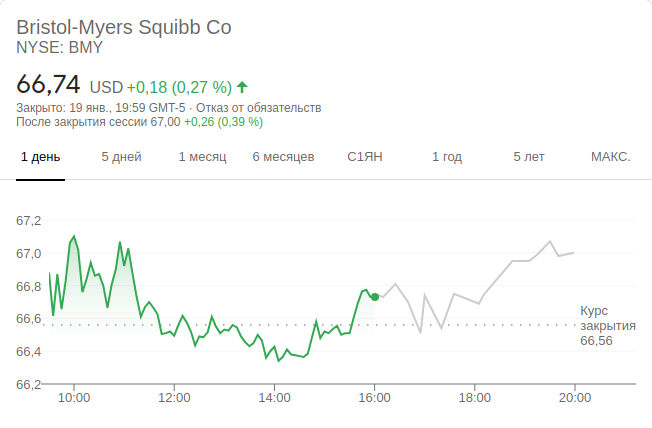 Bristol-Myers Squibb Co
NYSE: BMY
66,74 USD +0,18 (0,27 %)
Закрыто: 19 янв., 19:59 GMT-5 · Отказ от обязательств
После закрытия сессии 67,00 +0,26 (0,39 %)
1 день 5 дней 1 месяц 6 месяцев С1ЯН 1 год 5 лет МАКС.
67,2
67,0
66,8
66,6
66,4
66,2
Курс
закрытия
66,56
10:00 12:00 14:00 16:00 18:00 20:00